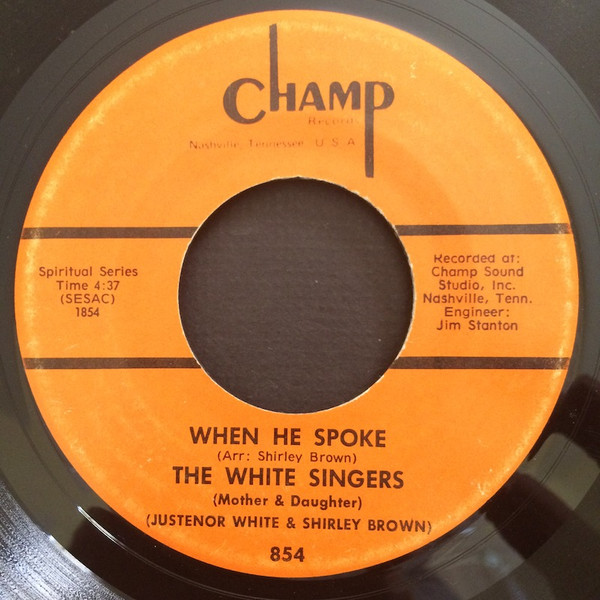 CHAMP
Records
Nashville, Tennessee, U S A
Spiritual Series
Time 4:37
(SESAC)
1854
Recorded at:
Champ Sound
Studio, Inc.
Nashville, Tenn.
Engineer:
Jim Stanton
WHEN HE SPOKE
(Arr: Shirley Brown)
THE WHITE SINGERS
(Mother & Daughter)
(JUSTENOR WHITE & SHIRLEY BROWN)
854